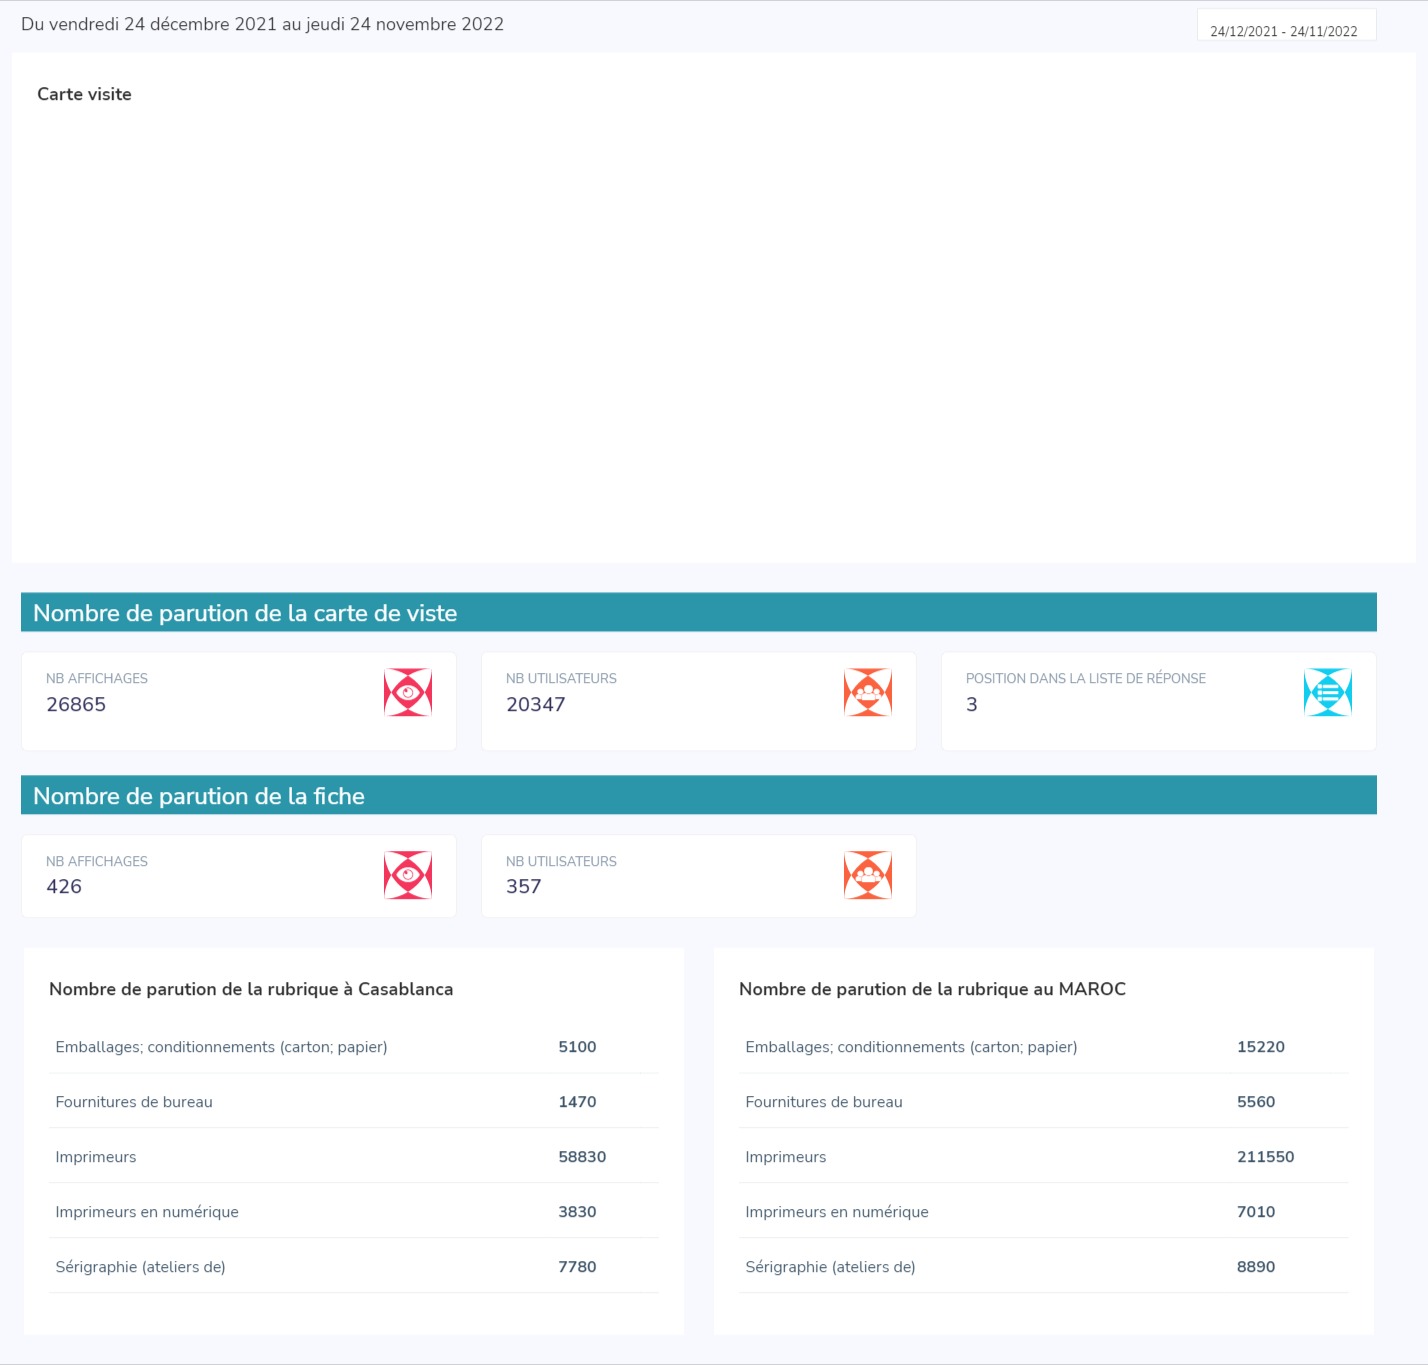 Du vendredi 24 décembre 2021 au jeudi 24 novembre 2022
24/12/2021 - 24/11/2022
Carte visite
Nombre de parution de la carte de viste
NB AFFICHAGES
26865
NB UTILISATEURS
20347
POSITION DANS LA LISTE DE RÉPONSE
3
Nombre de parution de la fiche
NB AFFICHAGES
426
NB UTILISATEURS
357
Nombre de parution de la rubrique à Casablanca
Emballages; conditionnements (carton; papier) 5100
Fournitures de bureau 1470
Imprimeurs 58830
Imprimeurs en numérique 3830
Sérigraphie (ateliers de) 7780
Nombre de parution de la rubrique au MAROC
Emballages; conditionnements (carton; papier) 15220
Fournitures de bureau 5560
Imprimeurs 211550
Imprimeurs en numérique 7010
Sérigraphie (ateliers de) 8890